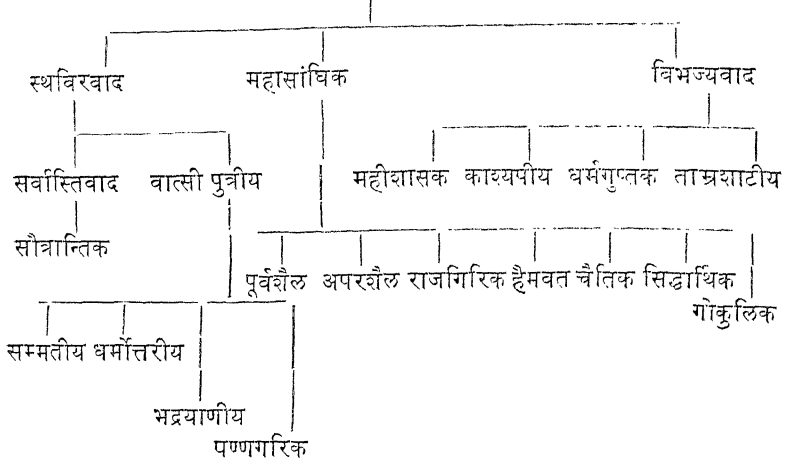 स्थविरवाद महासांघिक विभज्यवाद
सर्वास्तिवाद वात्सी पुत्रीय महीशासक काश्यपीय धर्मगुप्तक ताम्रशाटीय
सौत्रान्तिक
पूर्वशैल अपरशैल राजगिरिक हैमवत चैतिक सिद्धार्थिक
गोकुलिक
सम्मतीय धर्मोत्तरीय
भद्रयाणीय
पण्णगरिक